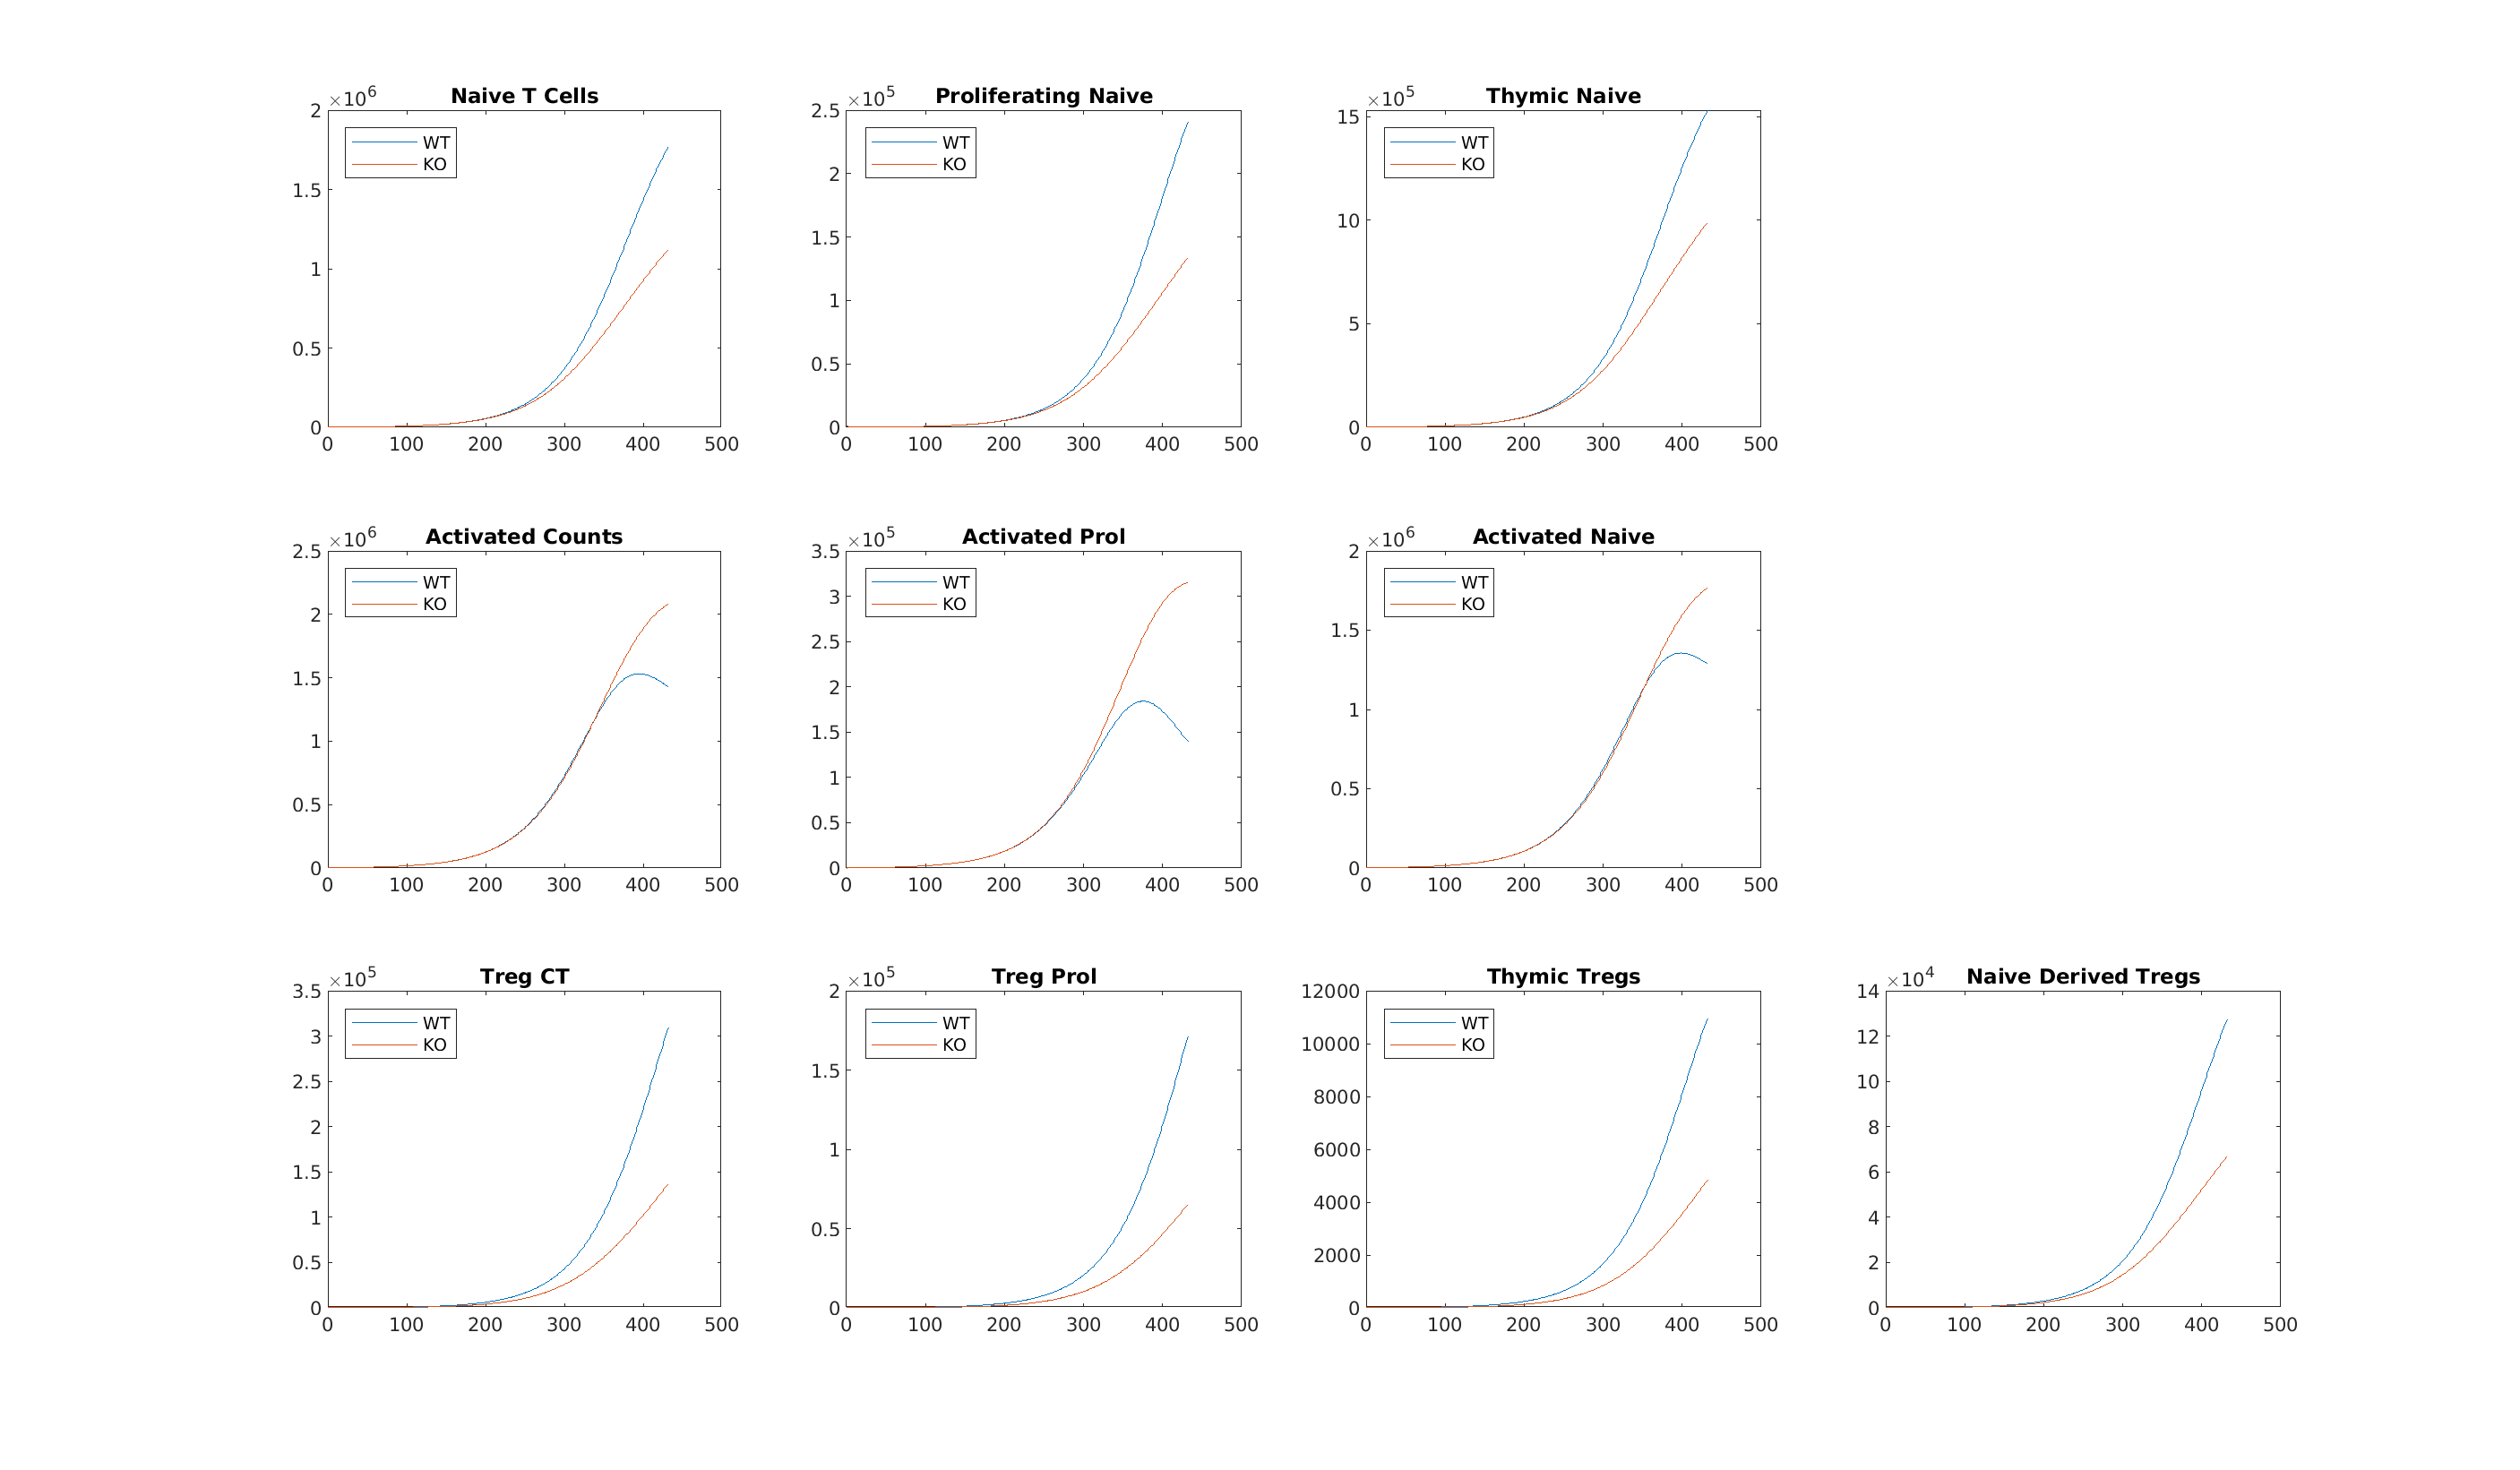 Naive T Cells
×10^6
2
1.5
1
0.5
0
0 100 200 300 400 500
WT
KO
Proliferating Naive
×10^5
2.5
2
1.5
1
0.5
0
0 100 200 300 400 500
WT
KO
Thymic Naive
×10^5
15
10
5
0
0 100 200 300 400 500
WT
KO
Activated Counts
×10^6
2.5
2
1.5
1
0.5
0
0 100 200 300 400 500
WT
KO
Activated Prol
×10^5
3.5
3
2.5
2
1.5
1
0.5
0
0 100 200 300 400 500
WT
KO
Activated Naive
×10^6
2
1.5
1
0.5
0
0 100 200 300 400 500
WT
KO
Treg CT
×10^5
3.5
3
2.5
2
1.5
1
0.5
0
0 100 200 300 400 500
WT
KO
Treg Prol
×10^5
2
1.5
1
0.5
0
0 100 200 300 400 500
WT
KO
Thymic Tregs
12000
10000
8000
6000
4000
2000
0
0 100 200 300 400 500
WT
KO
Naive Derived Tregs
×10^4
14
12
10
8
6
4
2
0
0 100 200 300 400 500